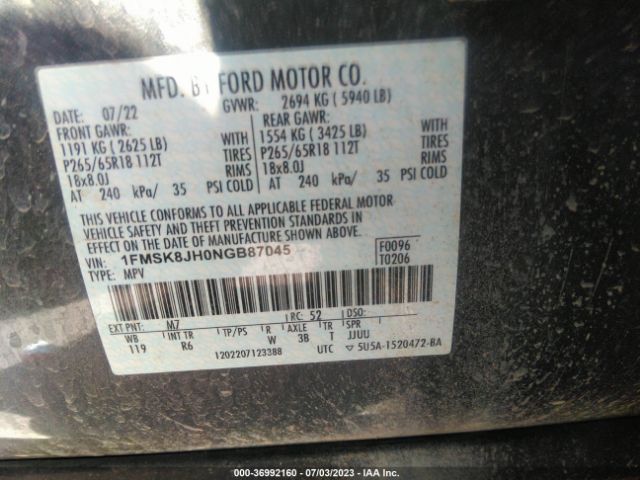 MFD. BY FORD MOTOR CO.
DATE: 07/22 GVWR: 2694 KG ( 5940 LB)
FRONT GAWR: REAR GAWR:
1191 KG ( 2625 LB) WITH 1554 KG ( 3425 LB) WITH
P265/65R18 112T TIRES P265/65R18 112T TIRES
18x8.0J RIMS 18x8.0J RIMS
AT 240 kPa/ 35 PSI COLD AT 240 kPa/ 35 PSI COLD
THIS VEHICLE CONFORMS TO ALL APPLICABLE FEDERAL MOTOR
VEHICLE SAFETY AND THEFT PREVENTION STANDARDS IN
EFFECT ON THE DATE OF MANUFACTURE SHOWN ABOVE.
VIN: 1FMSK8JH0NGB87045 F0096
TYPE: MPV T0206
EXT PNT: M7 RC: 52 DSO:
WB INT TR TP/PS R AXLE TR SPR
119 R6 W 3B T JJUU
1202207123388 UTC 5U5A-1520472-BA
000-36992160 - 07/03/2023 - IAA Inc.